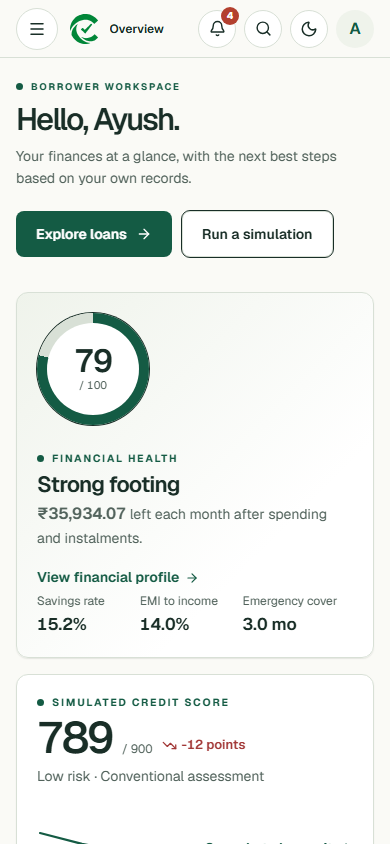 Overview
4
A
BORROWER WORKSPACE
Hello, Ayush.
Your finances at a glance, with the next best steps
based on your own records.
Explore loans →
Run a simulation
79
/ 100
FINANCIAL HEALTH
Strong footing
₹35,934.07 left each month after spending
and instalments.
View financial profile →
Savings rate EMI to income Emergency cover
15.2% 14.0% 3.0 mo
SIMULATED CREDIT SCORE
789 / 900 -12 points
Low risk · Conventional assessment